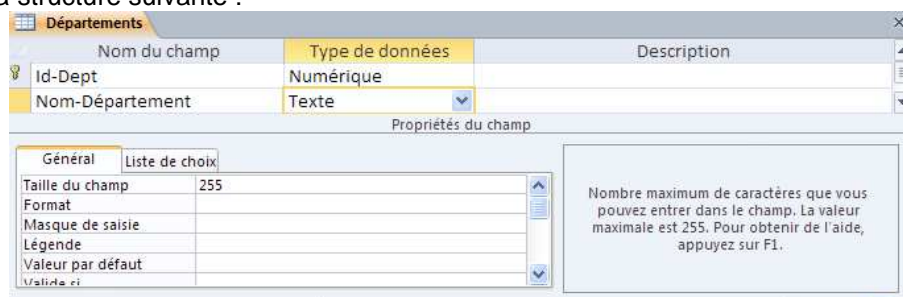 a structure suivante :
Départements
Nom du champ Type de données Description
Id-Dept Numérique
Nom-Département Texte
Propriétés du champ
Général Liste de choix
Taille du champ 255
Format
Masque de saisie
Légende
Valeur par défaut
Valide si
Nombre maximum de caractères que vous
pouvez entrer dans le champ. La valeur
maximale est 255. Pour obtenir de l'aide,
appuyez sur F1.